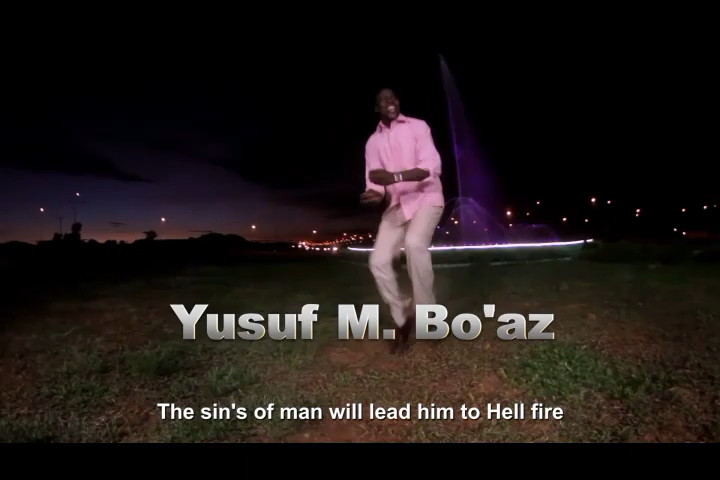 Yusuf M. Bo'az
The sin's of man will lead him to Hell fire